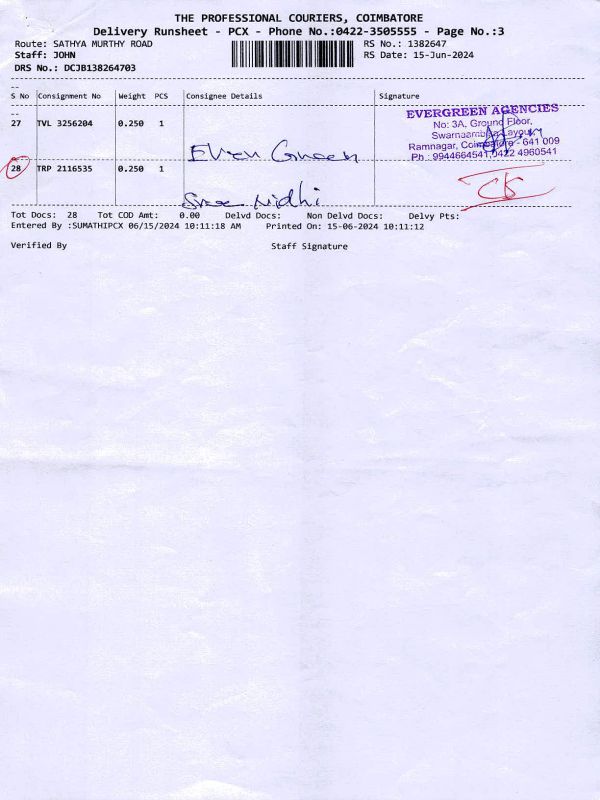 THE PROFESSIONAL COURIERS, COIMBATORE
Delivery Runsheet - PCX - Phone No.:0422-3505555 - Page No.:3
Route: SATHYA MURTHY ROAD RS No.: 1382647
Staff: JOHN RS Date: 15-Jun-2024
DRS No.: DCJB138264703
--
S No Consignment No Weight PCS Consignee Details Signature
--
27 TVL 3256204 0.250 1
EVERGREEN AGENCIES
No: 3A, Ground Floor,
Swarnambika Layout,
Ramnagar, Coimbatore - 641 009
Ph : 9944664541, 0422 4960541
Ever Green
28 TRP 2116535 0.250 1
Sree Nidhi
Tot Docs: 28 Tot COD Amt: 0.00 Delvd Docs: Non Delvd Docs: Delvy Pts:
Entered By :SUMATHIPCX 06/15/2024 10:11:18 AM Printed On: 15-06-2024 10:11:12
Verified By Staff Signature